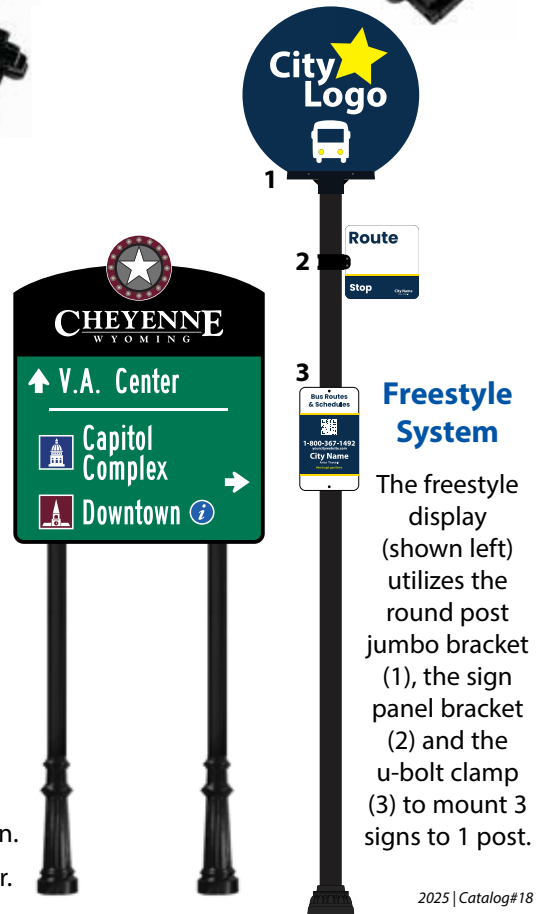 City
Logo
1
Route
2
Stop
City Name
CHEYENNE
WYOMING
V.A. Center
Capitol
Complex
Downtown i
3
Bus Routes
& Schedules
1-800-367-1492
yourcitywebsite.com
City Name
Freestyle
System
The freestyle
display
(shown left)
utilizes the
round post
jumbo bracket
(1), the sign
panel bracket
(2) and the
u-bolt clamp
(3) to mount 3
signs to 1 post.
n.
r.
2025 | Catalog#18